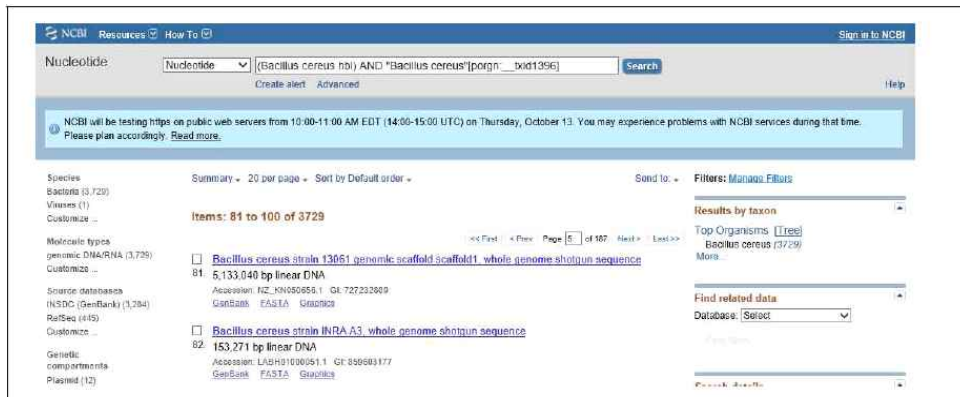 NCBI Resources How To Sign in to NCBI
Nucleotide Nucleotide (Bacillus cereus hbl) AND "Bacillus cereus"[porgn:__txid1396] Search
Create alert Advanced Help
NCBI will be testing https on public web servers from 10:00-11:00 AM EDT (14:00-15:00 UTC) on Thursday, October 13. You may experience problems with NCBI services during that time.
Please plan accordingly. Read more.
Species
Bacteria (3,729)
Viruses (1)
Customize ...
Molecule types
genomic DNA/RNA (3,729)
Customize ...
Source databases
INSDC (GenBank) (3,284)
RefSeq (445)
Customize ...
Genetic
compartments
Plasmid (12)
Summary 20 per page Sort by Default order Send to:
Items: 81 to 100 of 3729
<< First < Prev Page 5 of 187 Next > Last >>
Bacillus cereus strain 13061 genomic scaffold scaffold1, whole genome shotgun sequence
81. 5,133,040 bp linear DNA
Accession: NZ_KN050656.1 GI: 727232609
GenBank FASTA Graphics
Bacillus cereus strain INRA A3, whole genome shotgun sequence
82. 153,271 bp linear DNA
Accession: LABH01000051.1 GI: 859603177
GenBank FASTA Graphics
Filters: Manage Filters
Results by taxon
Top Organisms [Tree]
Bacillus cereus (3729)
More...
Find related data
Database: Select
Search details